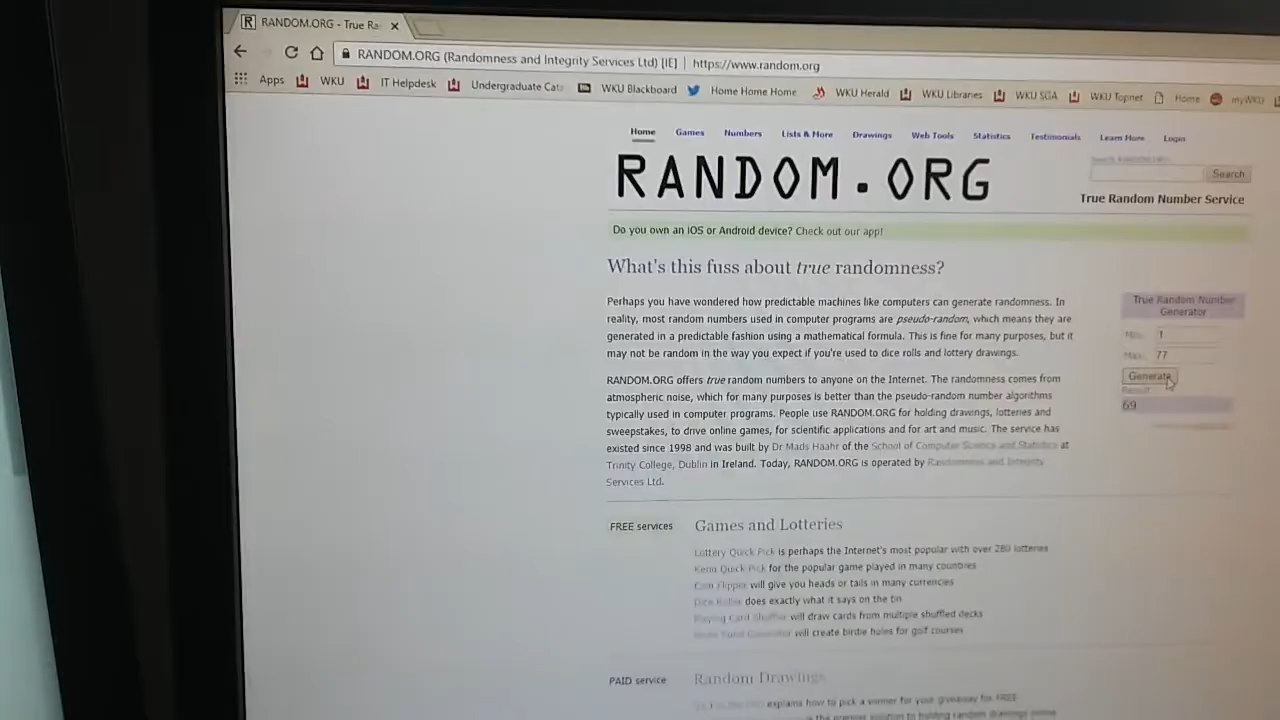 R RANDOM.ORG - True Ra
RANDOM.ORG (Randomness and Integrity Services Ltd) [IE] | https://www.random.org
Apps WKU IT Helpdesk Undergraduate Cata WKU Blackboard Home Home Home WKU Herald WKU Libraries WKU SGA WKU Topnet Home myWKU
Home Games Numbers Lists & More Drawings Web Tools Statistics Testimonials Learn More Login
RANDOM.ORG
Search
True Random Number Service
Do you own an iOS or Android device? Check out our app!
What's this fuss about true randomness?
Perhaps you have wondered how predictable machines like computers can generate randomness. In
reality, most random numbers used in computer programs are pseudo-random, which means they are
generated in a predictable fashion using a mathematical formula. This is fine for many purposes, but it
may not be random in the way you expect if you're used to dice rolls and lottery drawings.
RANDOM.ORG offers true random numbers to anyone on the Internet. The randomness comes from
atmospheric noise, which for many purposes is better than the pseudo-random number algorithms
typically used in computer programs. People use RANDOM.ORG for holding drawings, lotteries and
sweepstakes, to drive online games, for scientific applications and for art and music. The service has
existed since 1998 and was built by Dr Mads Haahr of the School of Computer Science and Statistics at
Trinity College, Dublin in Ireland. Today, RANDOM.ORG is operated by Randomness and Integrity
Services Ltd.
True Random Number
Generator
Min: 1
Max: 77
Generate
Result:
69
FREE services
Games and Lotteries
Lottery Quick Pick is perhaps the Internet's most popular with over 280 lotteries
Keno Quick Pick for the popular game played in many countries
Coin Flipper will give you heads or tails in many currencies
Dice Roller does exactly what it says on the tin
Playing Card Shuffler will draw cards from multiple shuffled decks
will create birdie holes for golf courses
PAID service
Random Drawings
explains how to pick a winner for your giveaway for FREE
is the premier solution to holding random drawings online